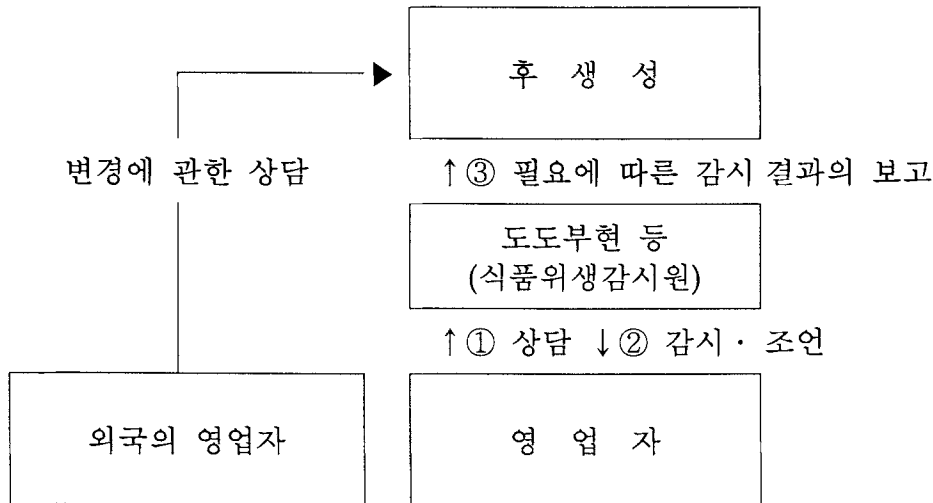 후 생 성
변경에 관한 상담
↑③ 필요에 따른 감시 결과의 보고
도도부현 등
(식품위생감시원)
↑① 상담 ↓② 감시 · 조언
외국의 영업자
영 업 자